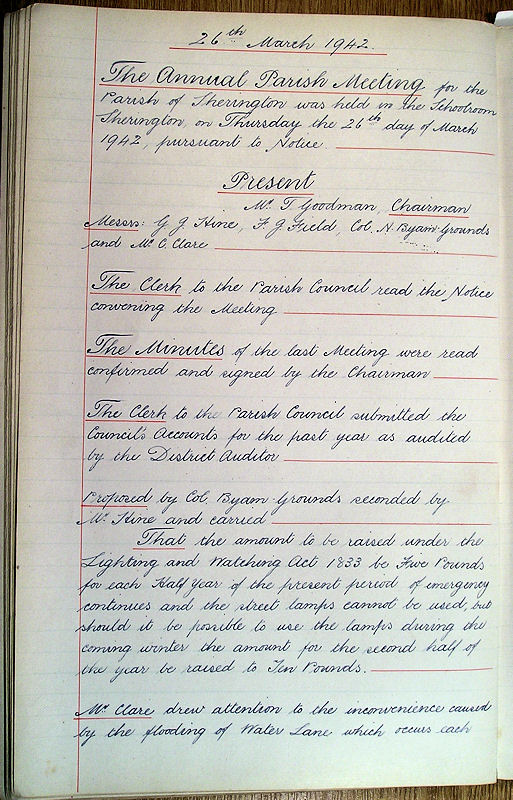 26th March 1942.
The Annual Parish Meeting for the
Parish of Sherington was held in the Schoolroom
Sherington, on Thursday the 26th day of March
1942, pursuant to Notice.
Present
Mr. T Goodman, Chairman
Messrs: G G Hine, F. G Field, Col. N. Byam-Grounds
and Mr C. Clare
The Clerk to the Parish Council read the Notice
convening the Meeting
The Minutes of the last Meeting were read
confirmed and signed by the Chairman
The Clerk to the Parish Council submitted the
Council's Accounts for the past year as audited
by the District Auditor
Proposed by Col. Byam-Grounds seconded by
Mr. Hine and carried
That the amount to be raised under the
Lighting and Watching Act 1833 be Five Pounds
for each Half Year if the present period of emergency
continues and the street lamps cannot be used, but
should it be possible to use the lamps during the
coming winter the amount for the second half of
the year be raised to Ten Pounds.
Mr. Clare drew attention to the inconvenience caused
by the flooding of Water Lane which occurs each